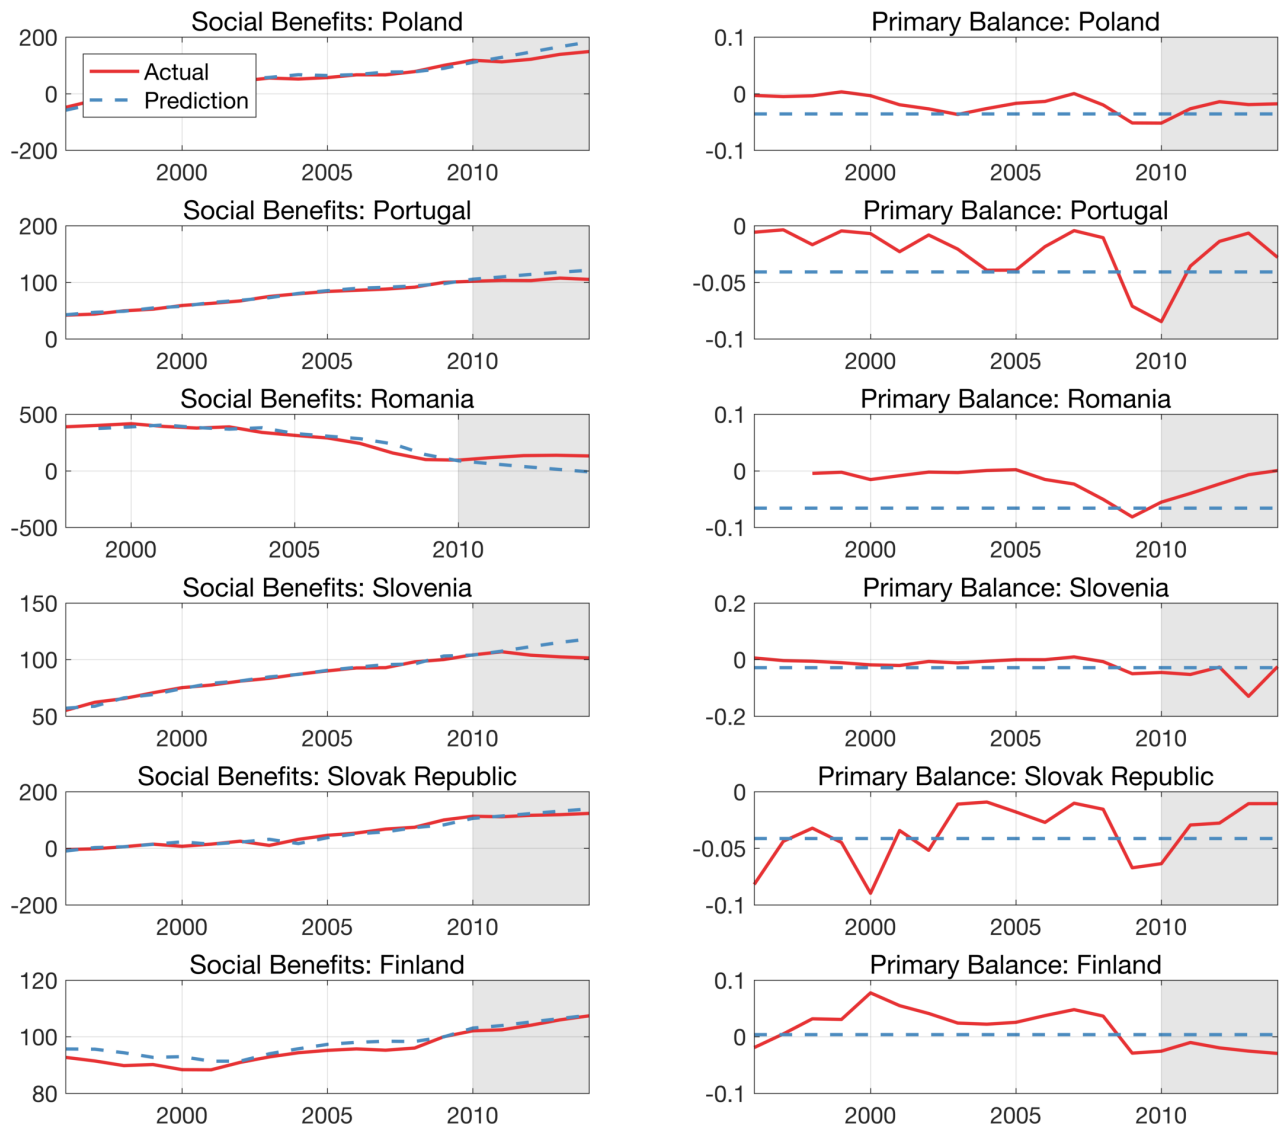 Social Benefits: Poland
200
0
-200
Actual
Prediction
2000 2005 2010
Primary Balance: Poland
0.1
0
-0.1
2000 2005 2010
Social Benefits: Portugal
200
100
0
2000 2005 2010
Primary Balance: Portugal
0
-0.05
-0.1
2000 2005 2010
Social Benefits: Romania
500
0
-500
2000 2005 2010
Primary Balance: Romania
0.1
0
-0.1
2000 2005 2010
Social Benefits: Slovenia
150
100
50
2000 2005 2010
Primary Balance: Slovenia
0.2
0
-0.2
2000 2005 2010
Social Benefits: Slovak Republic
200
0
-200
2000 2005 2010
Primary Balance: Slovak Republic
0
-0.05
-0.1
2000 2005 2010
Social Benefits: Finland
120
100
80
2000 2005 2010
Primary Balance: Finland
0.1
0
-0.1
2000 2005 2010